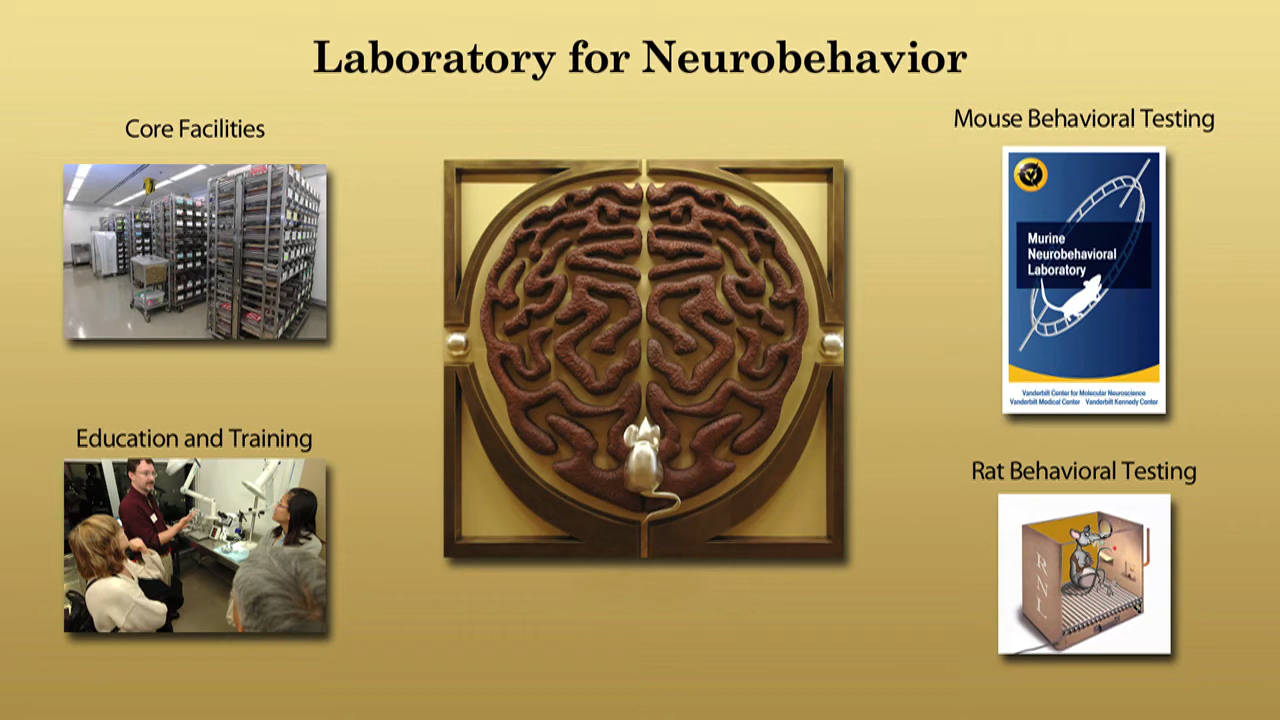 Laboratory for Neurobehavior
Core Facilities
Education and Training
Mouse Behavioral Testing
Murine
Neurobehavioral
Laboratory
Vanderbilt Center for Molecular Neuroscience
Vanderbilt Medical Center Vanderbilt Kennedy Center
Rat Behavioral Testing
RNL